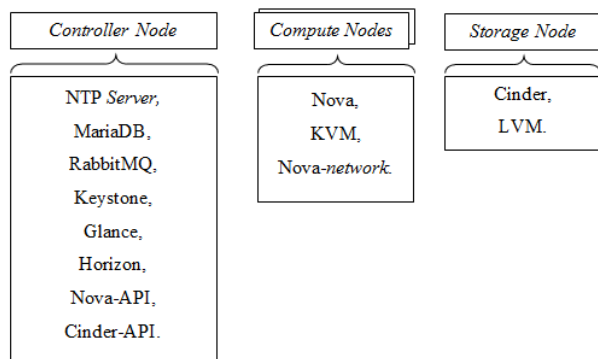 Controller Node
NTP Server,
MariaDB,
RabbitMQ,
Keystone,
Glance,
Horizon,
Nova-API,
Cinder-API.
Compute Nodes
Nova,
KVM,
Nova-network.
Storage Node
Cinder,
LVM.